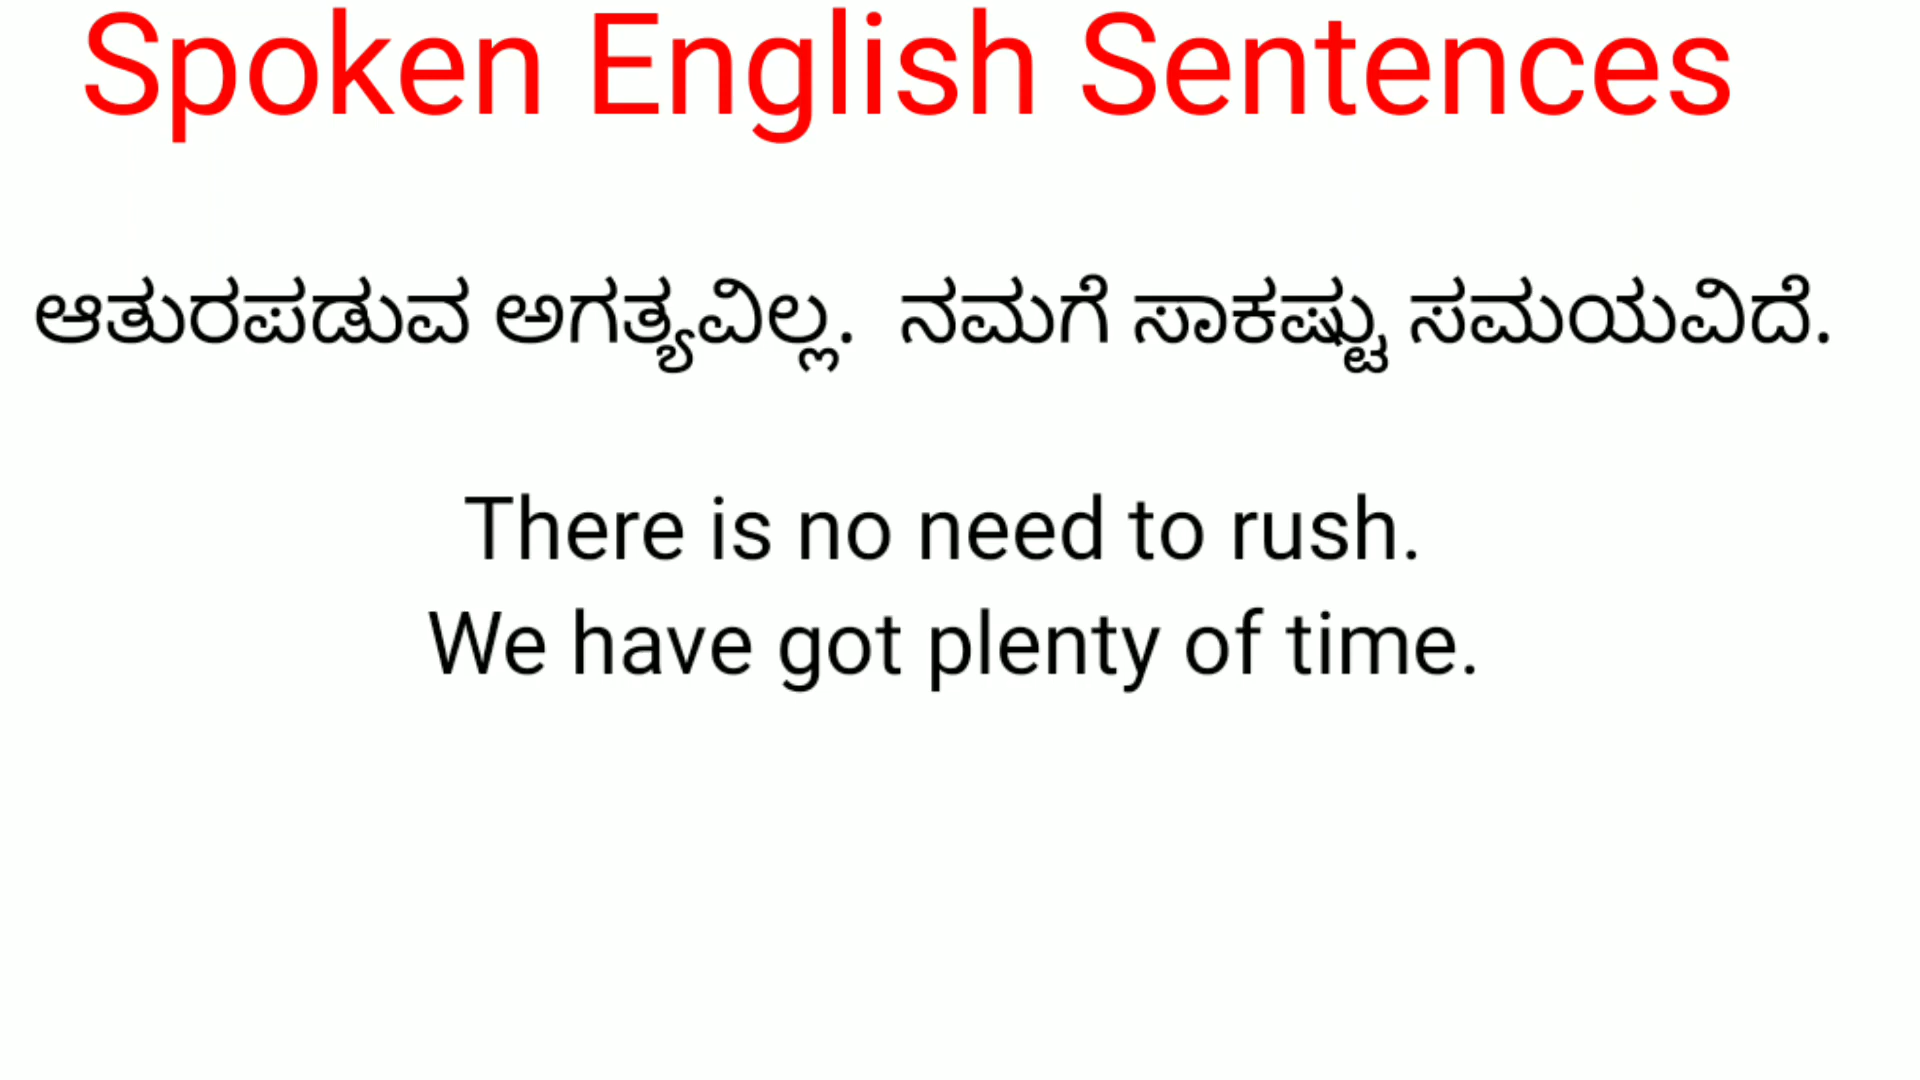 Spoken English Sentences
ಆತುರಪಡುವ ಅಗತ್ಯವಿಲ್ಲ. ನಮಗೆ ಸಾಕಷ್ಟು ಸಮಯವಿದೆ.
There is no need to rush.
We have got plenty of time.